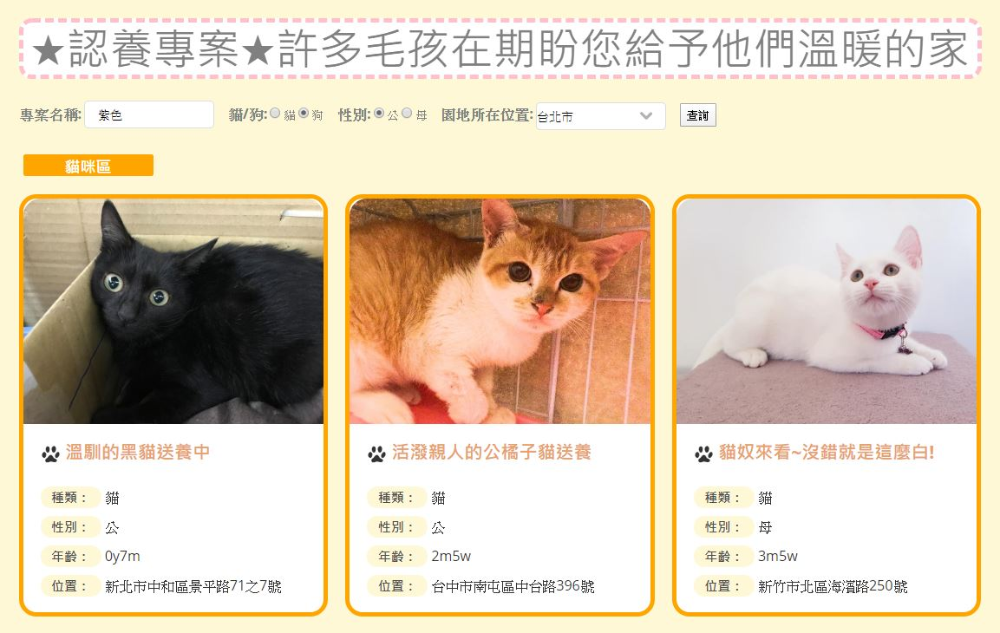 ★認養專案★許多毛孩在期盼您給予他們溫暖的家
專案名稱: 紫色 貓/狗: 貓 狗 性別: 公 母 園地所在位置: 台北市 查詢
貓咪區
溫馴的黑貓送養中
種類： 貓
性別： 公
年齡： 0y7m
位置： 新北市中和區景平路71之7號
活潑親人的公橘子貓送養
種類： 貓
性別： 公
年齡： 2m5w
位置： 台中市南屯區中台路396號
貓奴來看~沒錯就是這麼白!
種類： 貓
性別： 母
年齡： 3m5w
位置： 新竹市北區海濱路250號